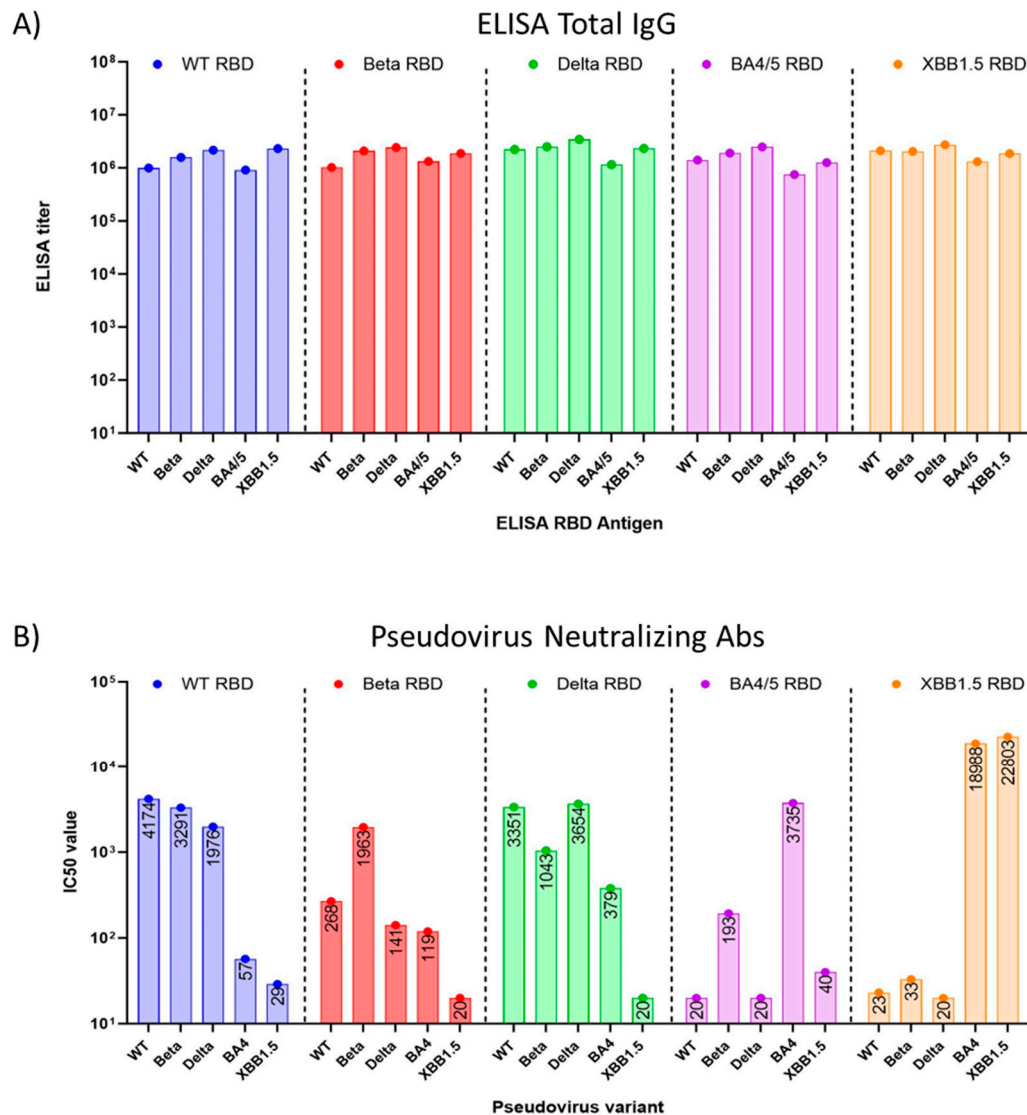 A)
ELISA Total IgG
WT RBD Beta RBD Delta RBD BA4/5 RBD XBB1.5 RBD
ELISA titer
10⁸
10⁷
10⁶
10⁵
10⁴
10³
10²
10¹
WT Beta Delta BA4/5 XBB1.5 WT Beta Delta BA4/5 XBB1.5 WT Beta Delta BA4/5 XBB1.5 WT Beta Delta BA4/5 XBB1.5 WT Beta Delta BA4/5 XBB1.5
ELISA RBD Antigen
B)
Pseudovirus Neutralizing Abs
WT RBD Beta RBD Delta RBD BA4/5 RBD XBB1.5 RBD
IC50 value
10⁵
10⁴
10³
10²
10¹
4174 3291 1976 57 29 268 1963 141 119 20 3351 1043 3654 379 20 20 193 20 3735 40 23 33 20 18988 22803
WT Beta Delta BA4 XBB1.5 WT Beta Delta BA4 XBB1.5 WT Beta Delta BA4 XBB1.5 WT Beta Delta BA4 XBB1.5 WT Beta Delta BA4 XBB1.5
Pseudovirus variant